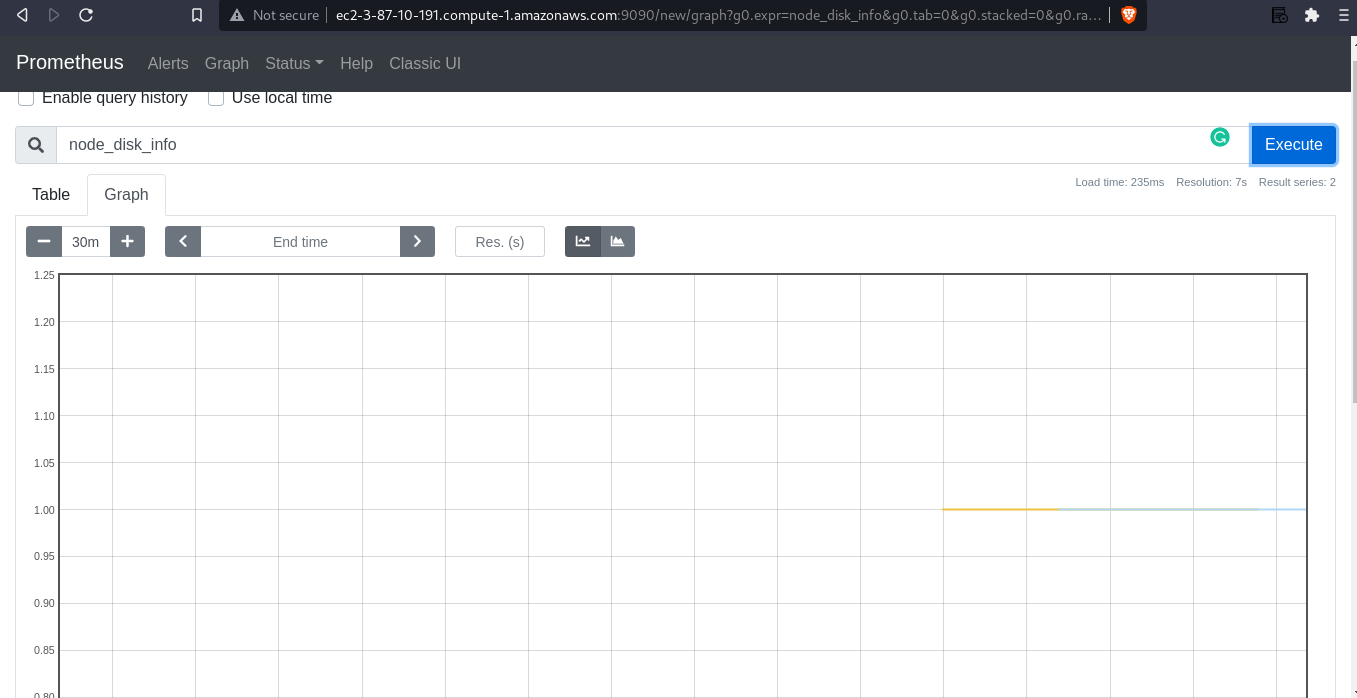 Not secure ec2-3-87-10-191.compute-1.amazonaws.com:9090/new/graph?g0.expr=node_disk_info&g0.tab=0&g0.stacked=0&g0.ra...
Prometheus Alerts Graph Status Help Classic UI
Enable query history Use local time
node_disk_info Execute
Load time: 235ms Resolution: 7s Result series: 2
Table Graph
30m End time Res. (s)
1.25
1.20
1.15
1.10
1.05
1.00
0.95
0.90
0.85
0.80